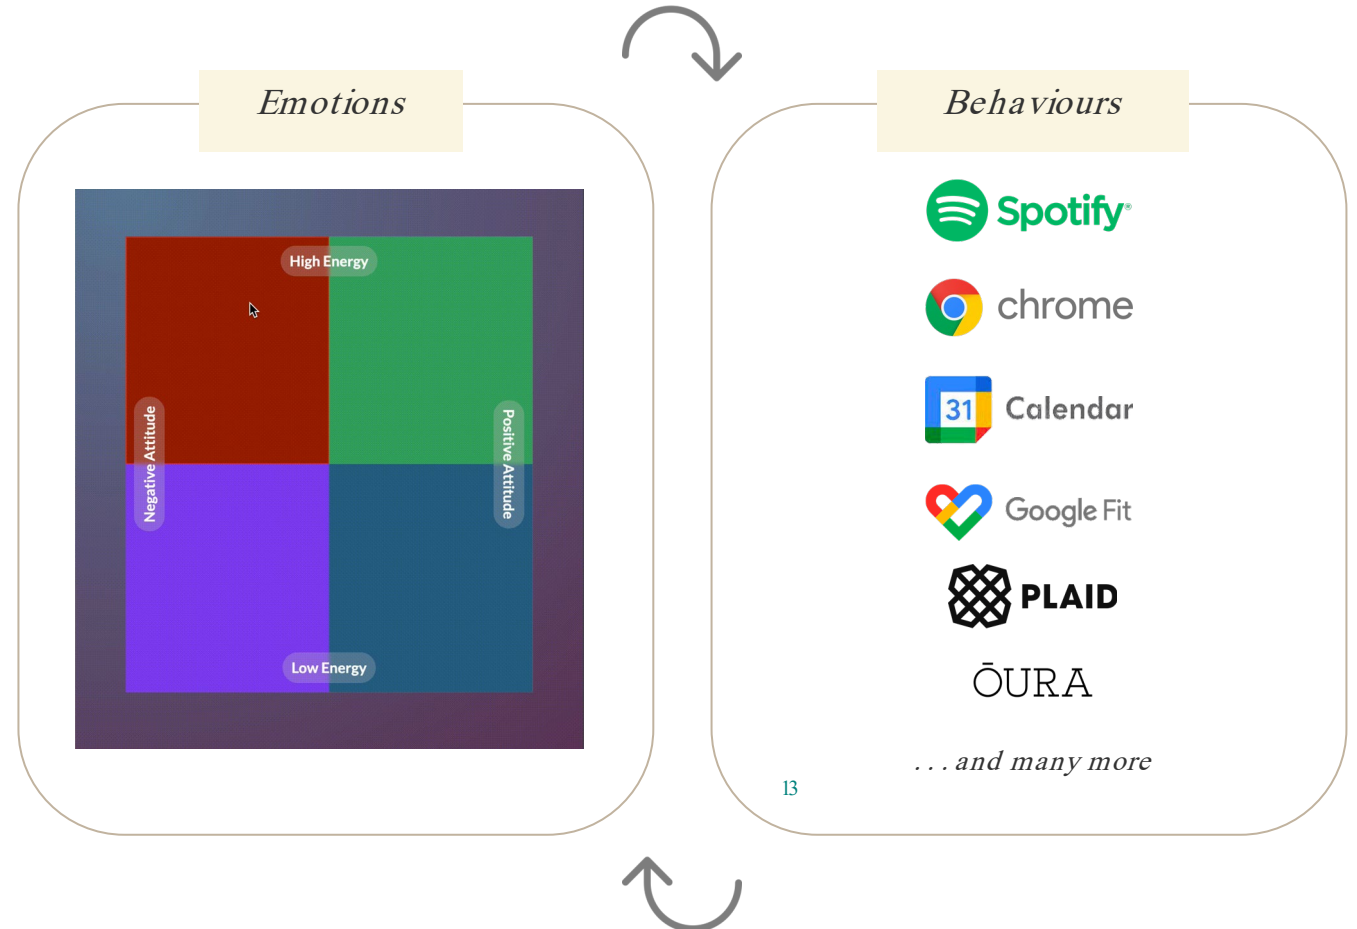 Emotions
High Energy
Negative Attitude
Positive Attitude
Low Energy
Behaviours
Spotify®
chrome
31 Calendar
Google Fit
PLAID
ŌURA
...and many more
13